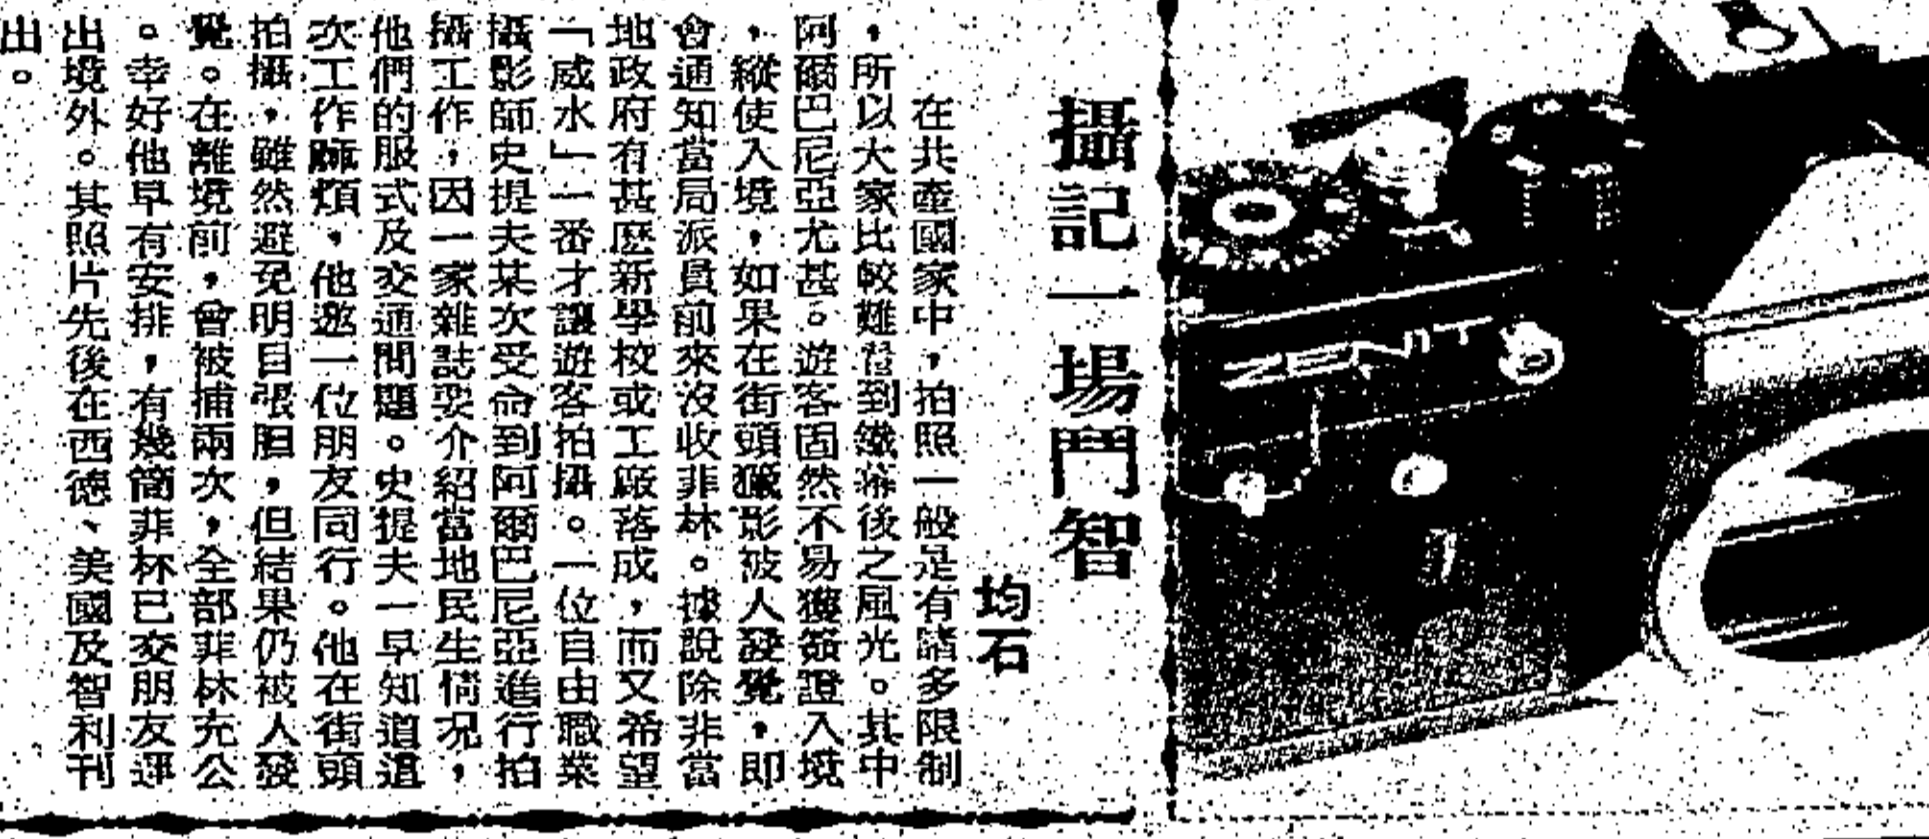 攝記一場鬥智
均石
在共產國家中，拍照一般是有諸多限制
，所以大家比較難看到鐵幕後之風光。其中
阿爾巴尼亞尤甚。遊客固然不易獲簽證入境
，縱使入境，如果在街頭獵影被人發覺，即
會通知當局派員前來沒收非林。據說除非當
地政府有甚麼新學校或工廠落成，而又希望
「威水」一番才讓遊客拍攝。一位自由職業
攝影師史提夫某次受命到阿爾巴尼亞進行拍
攝工作，因一家雜誌要介紹當地民生情況，
他們的服式及交通問題。史提夫一早知道這
次工作麻煩，他邀一位朋友同行。他在街頭
拍攝，雖然避免明目張胆，但結果仍被人發
覺。在離境前，曾被捕兩次，全部菲林充公
。幸好他早有安排，有幾筒菲林已交朋友運
出境外。其照片先後在西德、美國及智利刊
出。
ZENIT